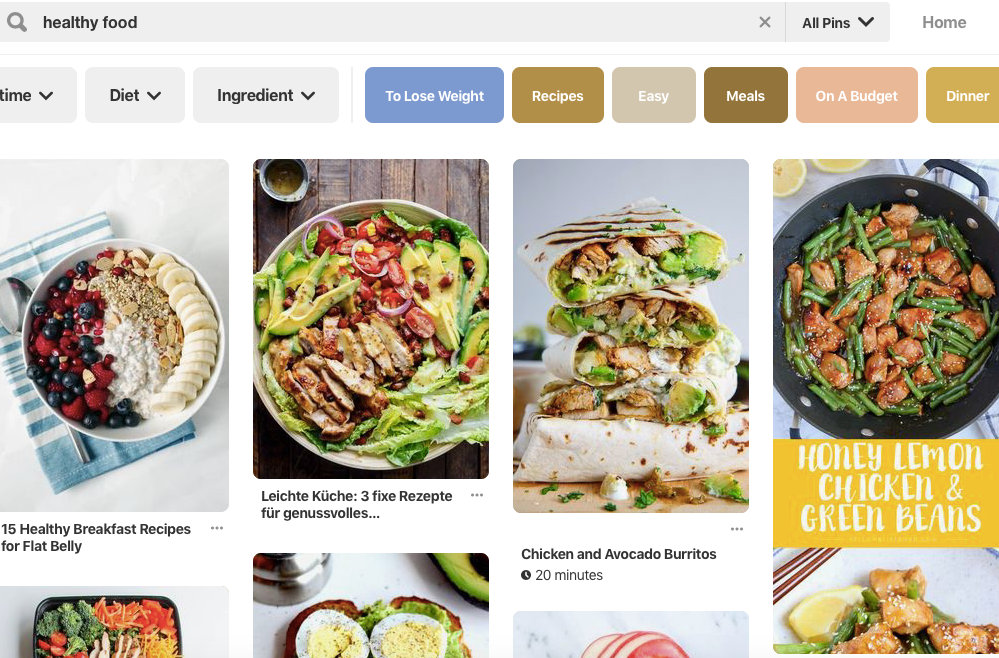 healthy food
All Pins
Home
time
Diet
Ingredient
To Lose Weight
Recipes
Easy
Meals
On A Budget
Dinner
15 Healthy Breakfast Recipes
for Flat Belly
Leichte Küche: 3 fixe Rezepte
für genussvolles...
Chicken and Avocado Burritos
20 minutes
HONEY LEMON
CHICKEN &
GREEN BEANS